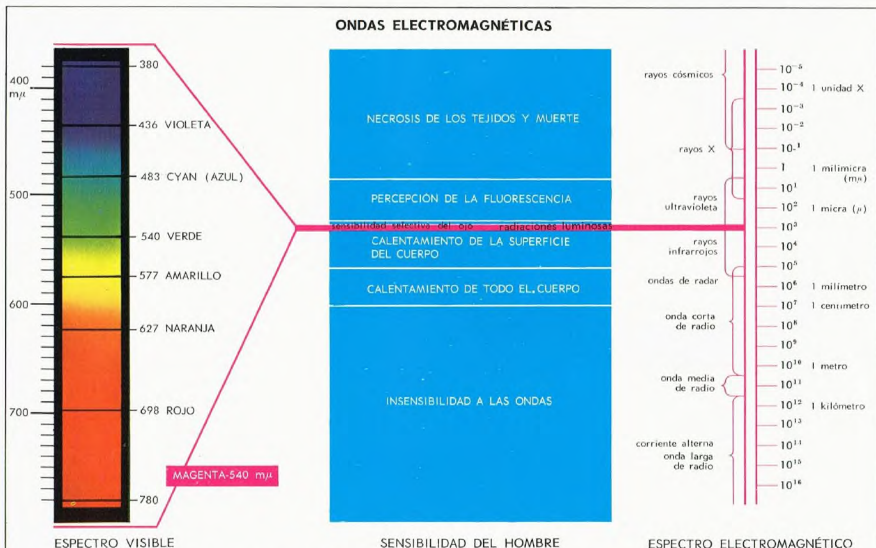 ONDAS ELECTROMAGNÉTICAS
400
mμ
500
600
700
380
436 VIOLETA
483 CYAN (AZUL)
540 VERDE
577 AMARILLO
627 NARANJA
698 ROJO
780
MAGENTA-540 mμ
ESPECTRO VISIBLE
NECROSIS DE LOS TEJIDOS Y MUERTE
PERCEPCIÓN DE LA FLUORESCENCIA
sensibilidad selectiva del ojo radiaciones luminosas
CALENTAMIENTO DE LA SUPERFICIE
DEL CUERPO
CALENTAMIENTO DE TODO EL CUERPO
INSENSIBILIDAD A LAS ONDAS
SENSIBILIDAD DEL HOMBRE
rayos cósmicos
rayos X
rayos
ultravioleta
rayos
infrarrojos
ondas de radar
onda corta
de radio
onda media
de radio
corriente alterna
onda larga
de radio
10⁻⁵
10⁻⁴ 1 unidad X
10⁻³
10⁻²
10-¹
1 1 milimicra
(mμ)
10¹
10² 1 micra (μ)
10³
10⁴
10⁵
10⁶ 1 milímetro
10⁷ 1 centímetro
10⁸
10⁹
10¹⁰ 1 metro
10¹¹
10¹² 1 kilómetro
10¹³
10¹⁴
10¹⁵
10¹⁶
ESPECTRO ELECTROMAGNÉTICO